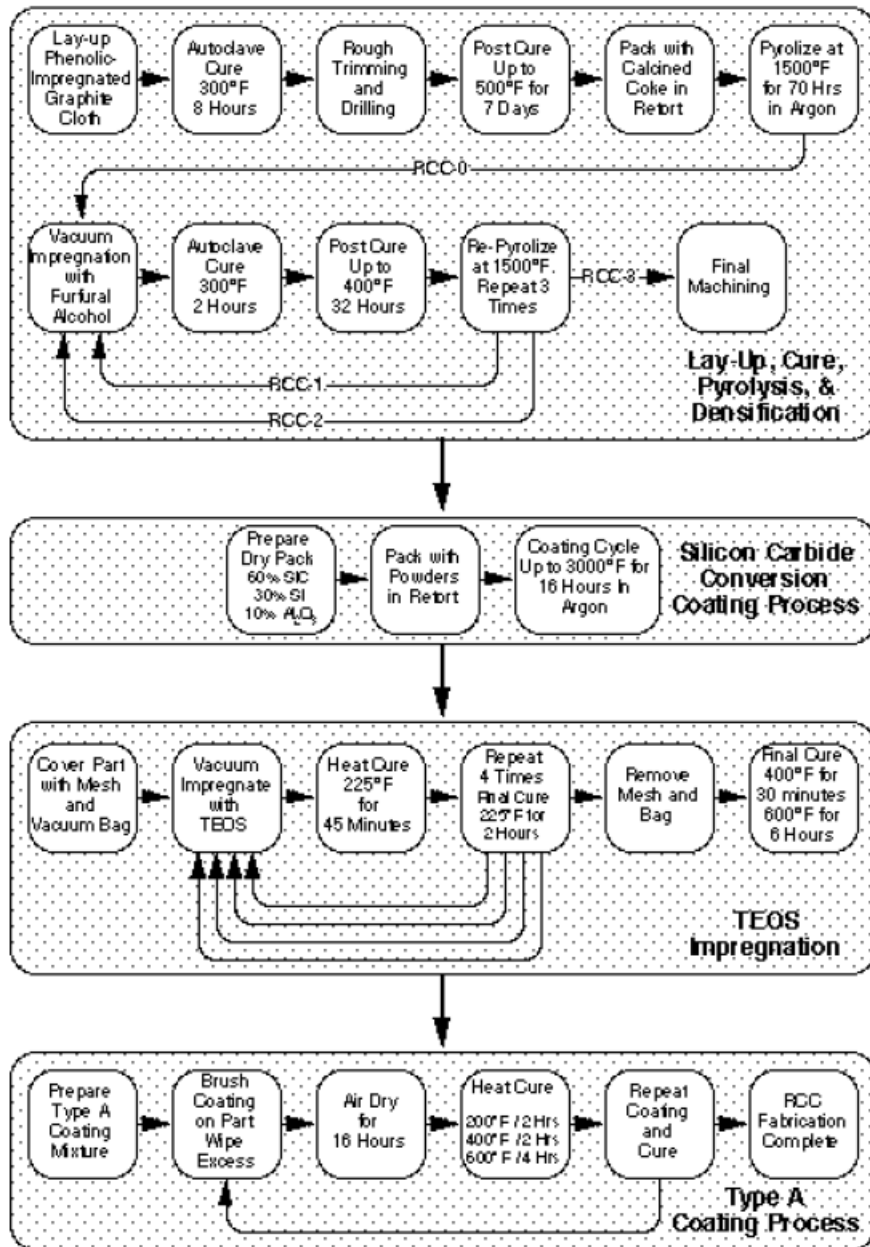 Lay-up
Phenolic-
Impregnated
Graphite
Cloth
Autoclave
Cure
300°F
8 Hours
Rough
Trimming
and
Drilling
Post Cure
Up to
500°F for
7 Days
Pack with
Calcined
Coke in
Retort
Pyrolize at
1500°F
for 70 Hrs
in Argon
RCC-0
Vacuum
Impregnation
with
Furfural
Alcohol
Autoclave
Cure
300°F
2 Hours
Post Cure
Up to
400°F
32 Hours
Re-Pyrolize
at 1500°F.
Repeat 3
Times
RCC-3
Final
Machining
RCC-1
RCC-2
Lay-Up, Cure,
Pyrolysis, &
Densification
Prepare
Dry Pack
60% SiC
30% Si
10% Al₂O₃
Pack with
Powders
in Retort
Coating Cycle
Up to 3000°F for
16 Hours In
Argon
Silicon Carbide
Conversion
Coating Process
Cover Part
with Mesh
and
Vacuum Bag
Vacuum
Impregnate
with
TEOS
Heat Cure
225°F
for
45 Minutes
Repeat
4 Times
Final Cure
225°F for
2 Hours
Remove
Mesh and
Bag
Final Cure
400°F for
30 minutes
600°F for
6 Hours
TEOS
Impregnation
Prepare
Type A
Coating
Mixture
Brush
Coating
on Part
Wipe
Excess
Air Dry
for
16 Hours
Heat Cure
200°F / 2 Hrs
400°F / 2 Hrs
600°F / 4 Hrs
Repeat
Coating
and
Cure
RCC
Fabrication
Complete
Type A
Coating Process